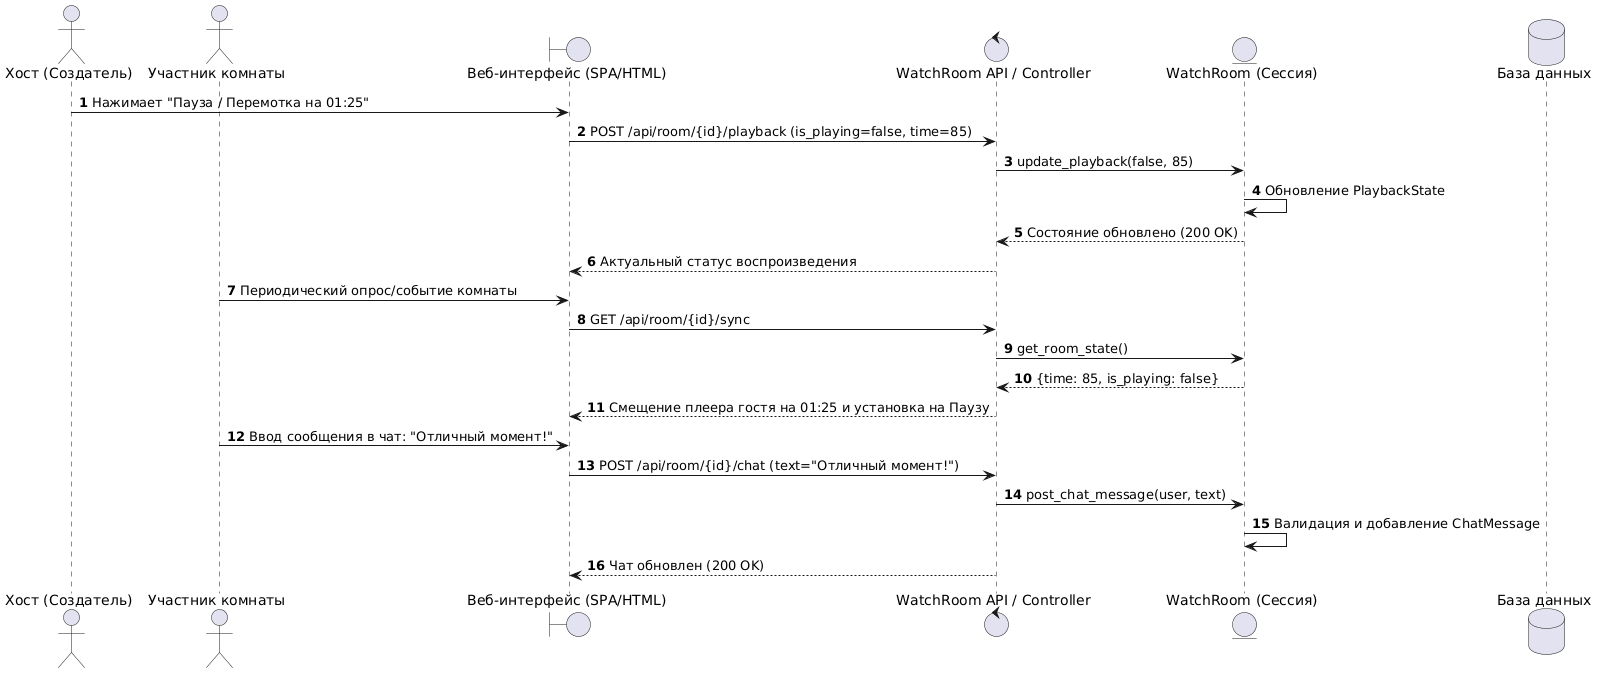 Хост (Создатель)
Участник комнаты
Веб-интерфейс (SPA/HTML)
WatchRoom API / Controller
WatchRoom (Сессия)
База данных
1 Нажимает "Пауза / Перемотка на 01:25"
2 POST /api/room/{id}/playback (is_playing=false, time=85)
3 update_playback(false, 85)
4 Обновление PlaybackState
5 Состояние обновлено (200 OK)
6 Актуальный статус воспроизведения
7 Периодический опрос/событие комнаты
8 GET /api/room/{id}/sync
9 get_room_state()
10 {time: 85, is_playing: false}
11 Смещение плеера гостя на 01:25 и установка на Паузу
12 Ввод сообщения в чат: "Отличный момент!"
13 POST /api/room/{id}/chat (text="Отличный момент!")
14 post_chat_message(user, text)
15 Валидация и добавление ChatMessage
16 Чат обновлен (200 OK)
Хост (Создатель)
Участник комнаты
Веб-интерфейс (SPA/HTML)
WatchRoom API / Controller
WatchRoom (Сессия)
База данных